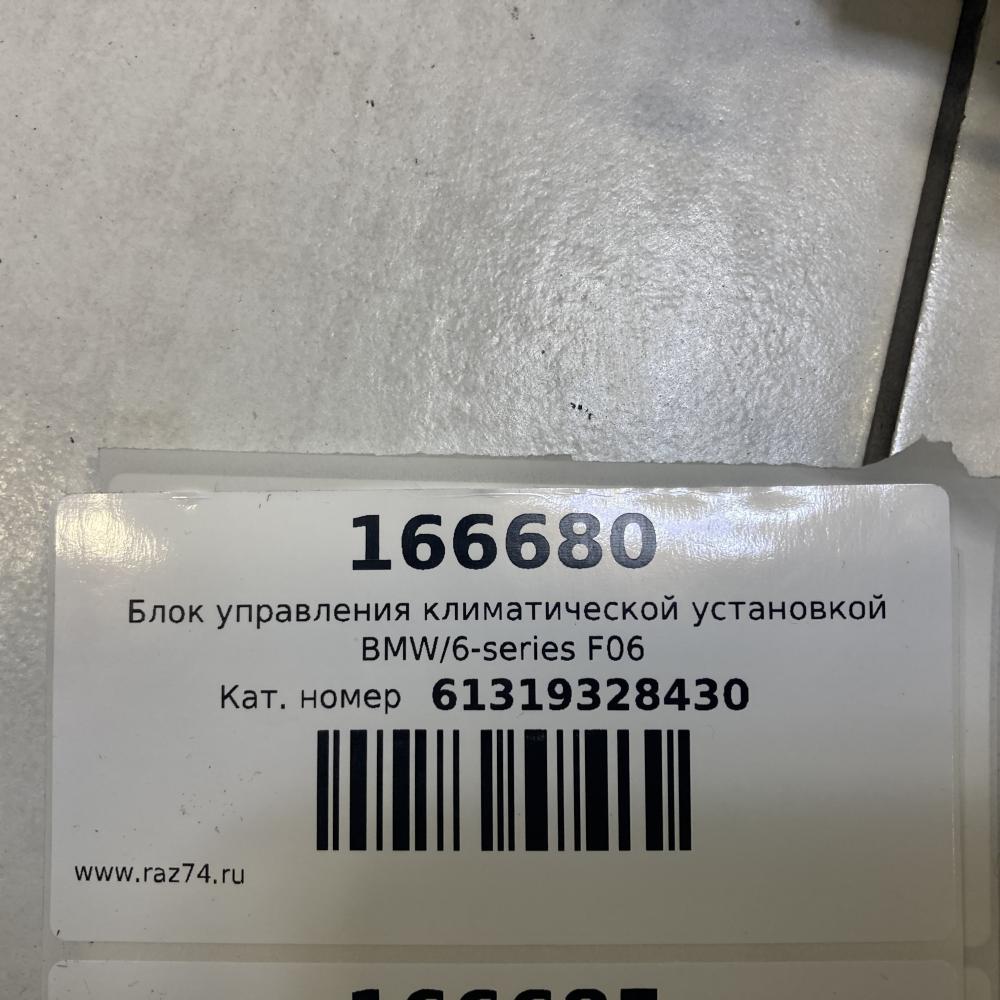 166680
Блок управления климатической установкой
BMW/6-series F06
Кат. номер 61319328430
www.raz74.ru